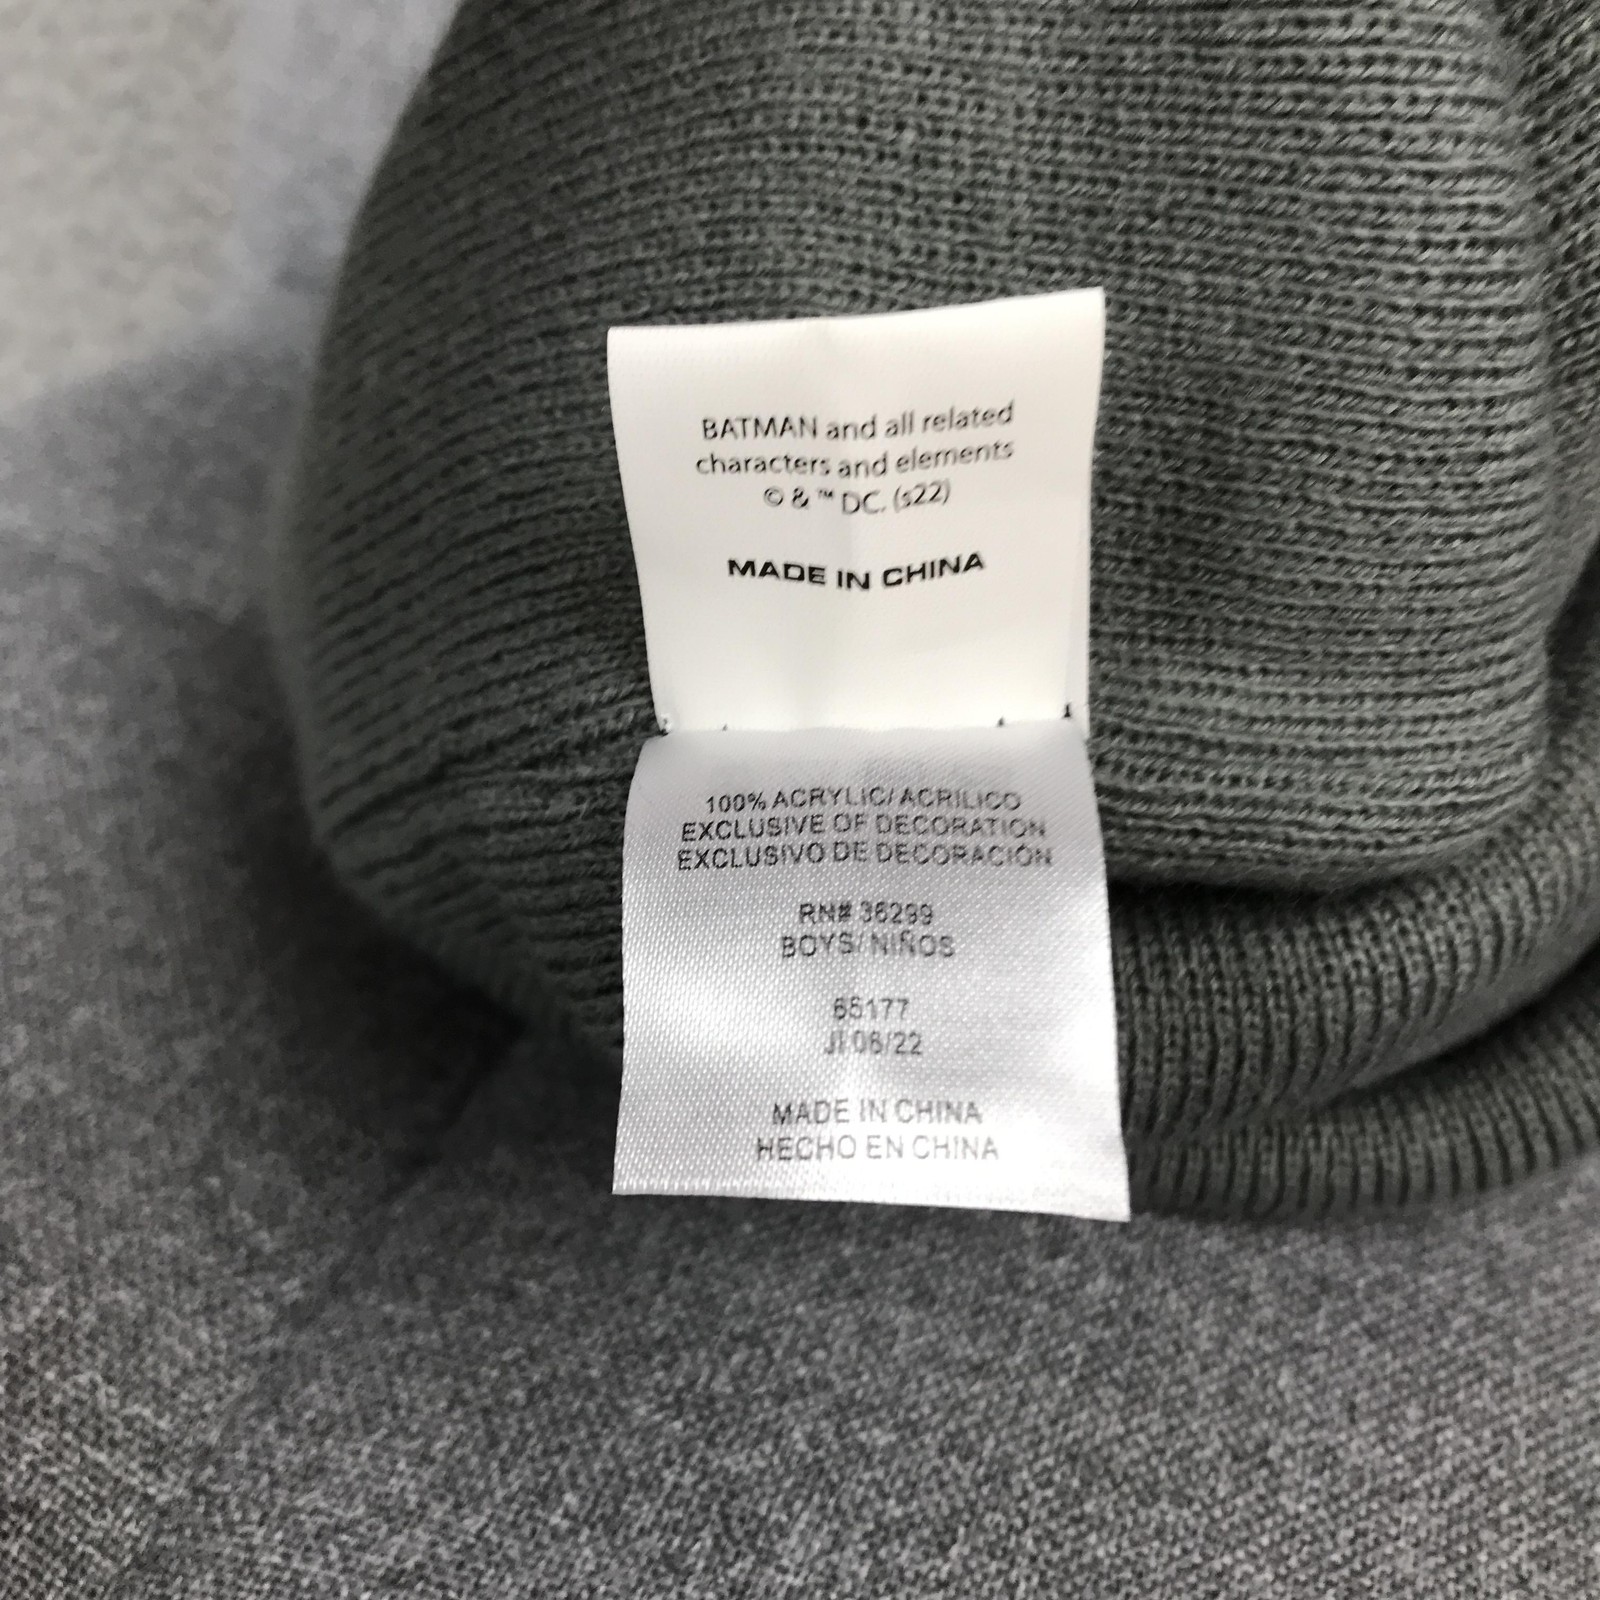 BATMAN and all related
characters and elements
© & ™ DC. (s22)
MADE IN CHINA
100% ACRYLIC/ACRILICO
EXCLUSIVE OF DECORATION
EXCLUSIVO DE DECORACIÓN
RN# 36299
BOYS/NIÑOS
65177
JI 06/22
MADE IN CHINA
HECHO EN CHINA